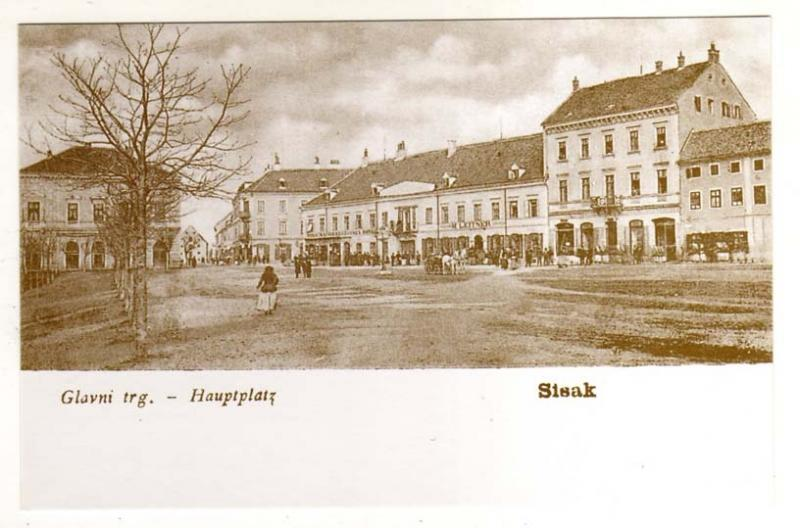 Glavni trg. - Hauptplatz
Sisak